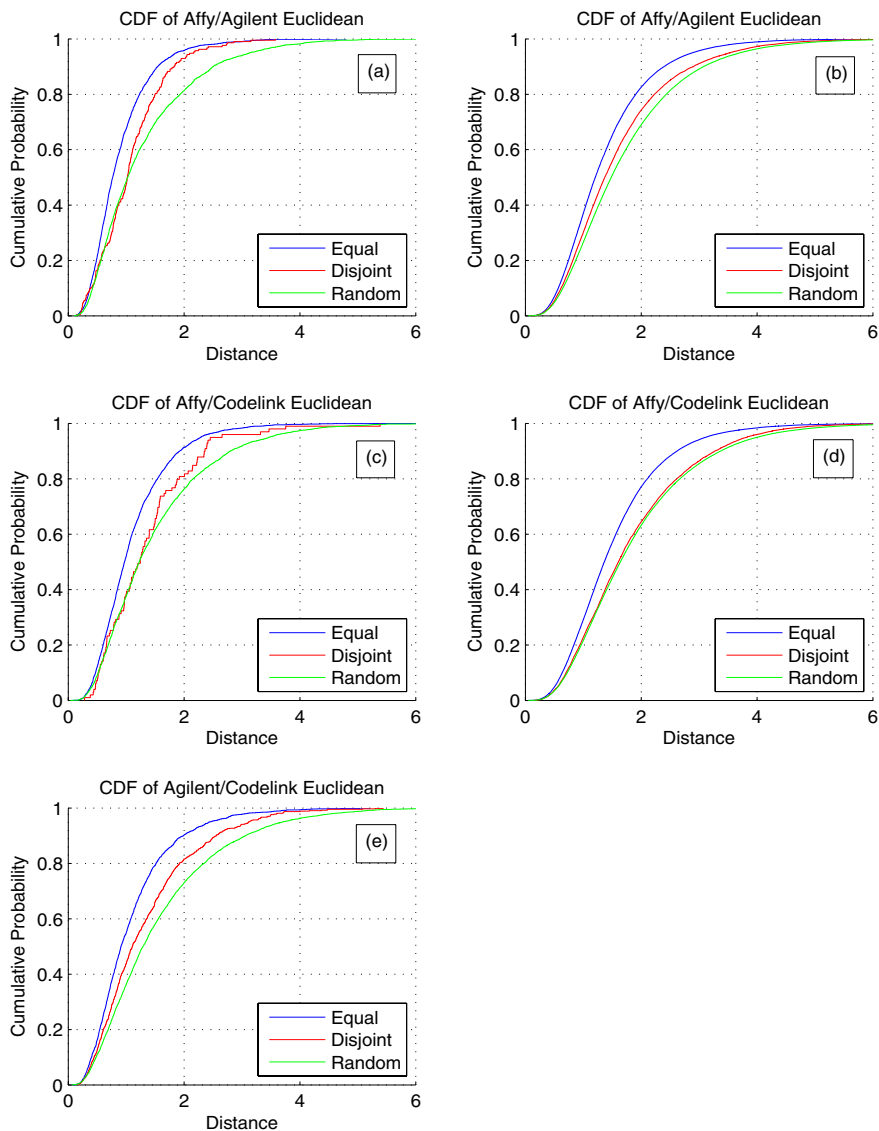 CDF of Affy/Agilent Euclidean
1
0.8
0.6
0.4
0.2
0
Cumulative Probability
(a)
Equal
Disjoint
Random
0 2 4 6
Distance
CDF of Affy/Agilent Euclidean
1
0.8
0.6
0.4
0.2
0
Cumulative Probability
(b)
Equal
Disjoint
Random
0 2 4 6
Distance
CDF of Affy/Codelink Euclidean
1
0.8
0.6
0.4
0.2
0
Cumulative Probability
(c)
Equal
Disjoint
Random
0 2 4 6
Distance
CDF of Affy/Codelink Euclidean
1
0.8
0.6
0.4
0.2
0
Cumulative Probability
(d)
Equal
Disjoint
Random
0 2 4 6
Distance
CDF of Agilent/Codelink Euclidean
1
0.8
0.6
0.4
0.2
0
Cumulative Probability
(e)
Equal
Disjoint
Random
0 2 4 6
Distance